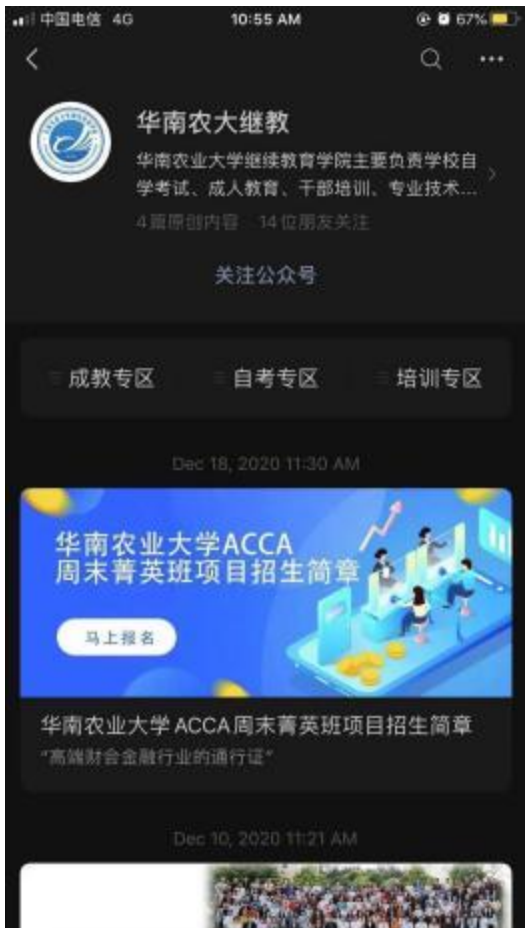 中国电信 4G 10:55 AM 67%
华南农大继教
华南农业大学继续教育学院主要负责学校自
学考试、成人教育、干部培训、专业技术...
4篇原创内容 14位朋友关注
关注公众号
成教专区 自考专区 培训专区
Dec 18, 2020 11:30 AM
华南农业大学ACCA
周末菁英班项目招生简章
马上报名
华南农业大学 ACCA周末菁英班项目招生简章
“高端财会金融行业的通行证”
Dec 10, 2020 11:21 AM